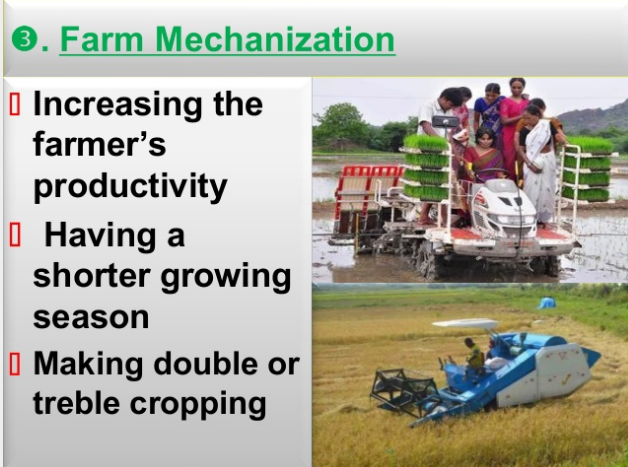 ❸. Farm Mechanization
Increasing the
farmer’s
productivity
Having a
shorter growing
season
Making double or
treble cropping